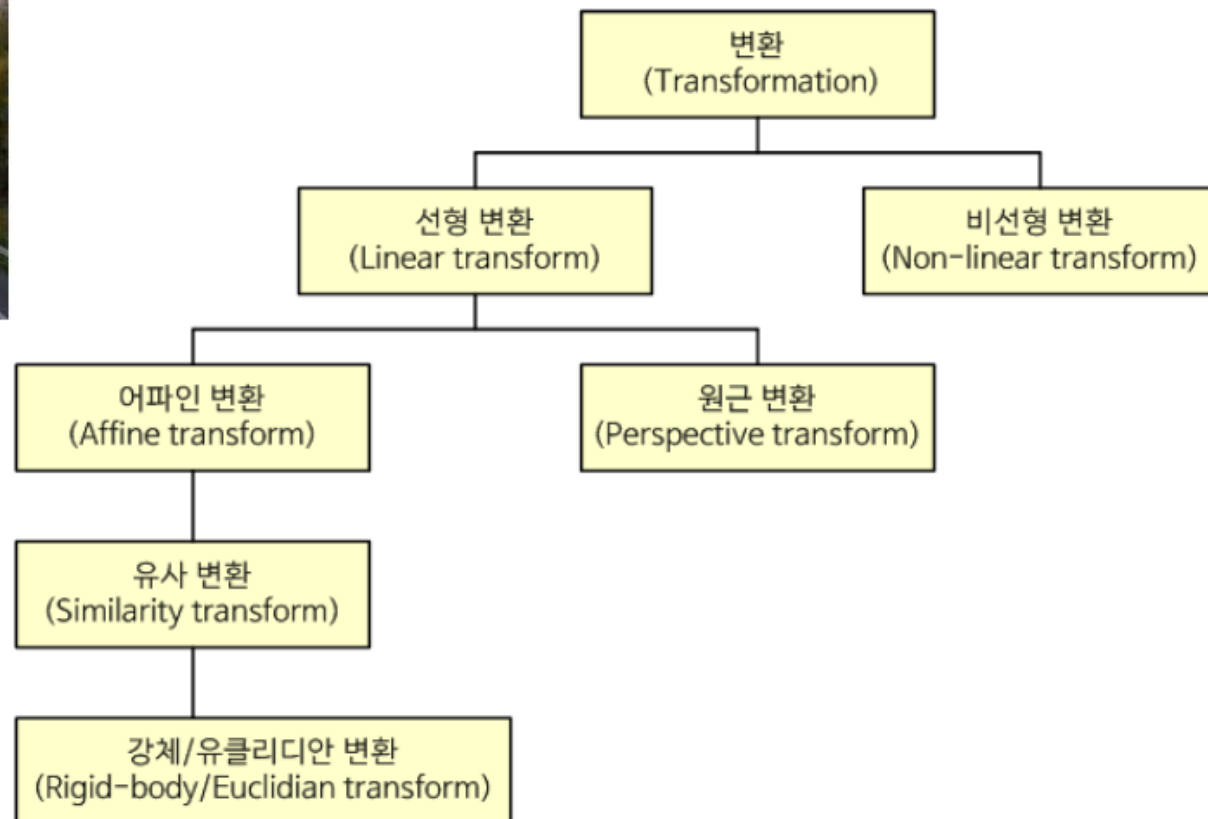 변환
(Transformation)
선형 변환
(Linear transform)
비선형 변환
(Non-linear transform)
어파인 변환
(Affine transform)
원근 변환
(Perspective transform)
유사 변환
(Similarity transform)
강체/유클리디안 변환
(Rigid-body/Euclidian transform)